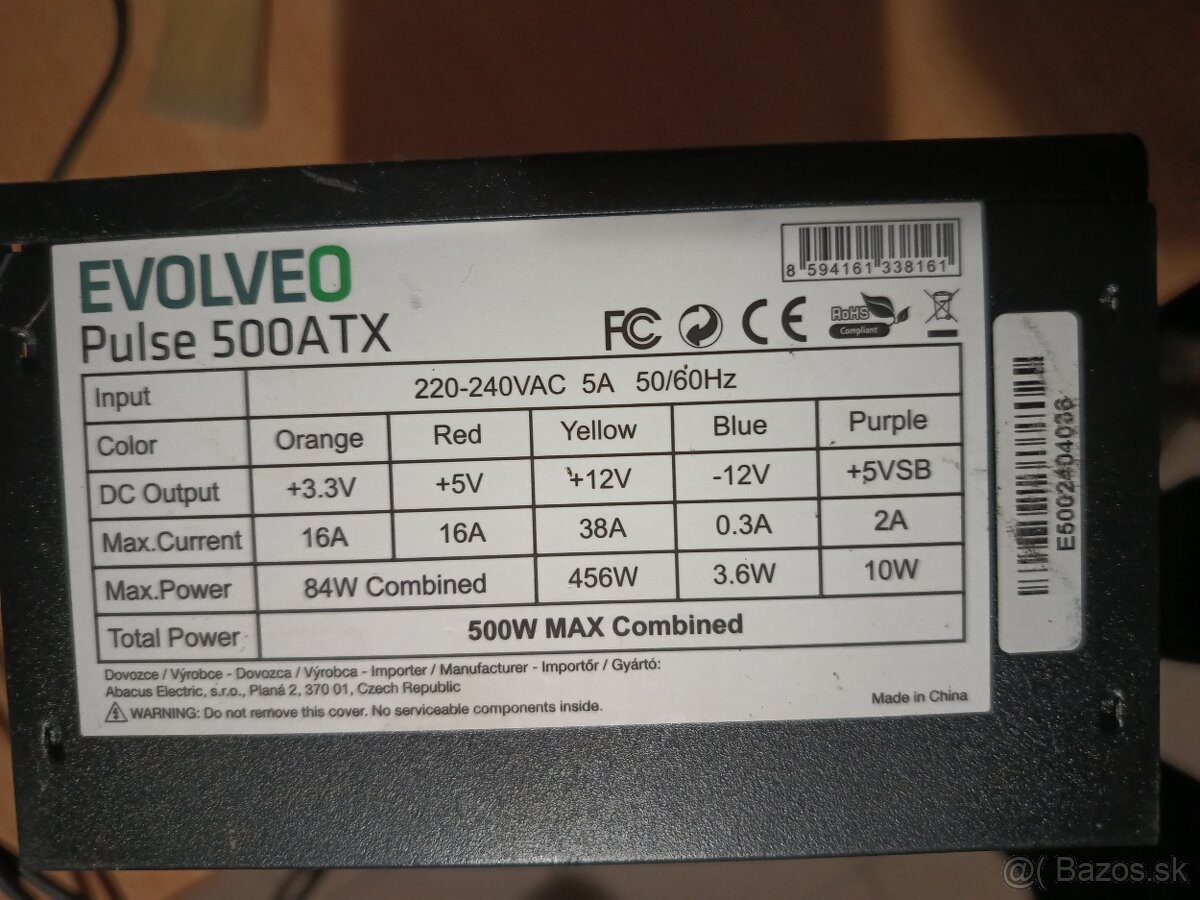 EVOLVEO
Pulse 500ATX
8 594161 338161
FC CE RoHS Compliant
Input 220-240VAC 5A 50/60Hz
Color Orange Red Yellow Blue Purple
DC Output +3.3V +5V +12V -12V +5VSB
Max.Current 16A 16A 38A 0.3A 2A
Max.Power 84W Combined 456W 3.6W 10W
Total Power 500W MAX Combined
Dovozce / Výrobce - Dovozca / Výrobca - Importer / Manufacturer - Importőr / Gyártó:
Abacus Electric, s.r.o., Planá 2, 370 01, Czech Republic
WARNING: Do not remove this cover. No serviceable components inside.
Made in China
E5002404036
@( Bazos.sk